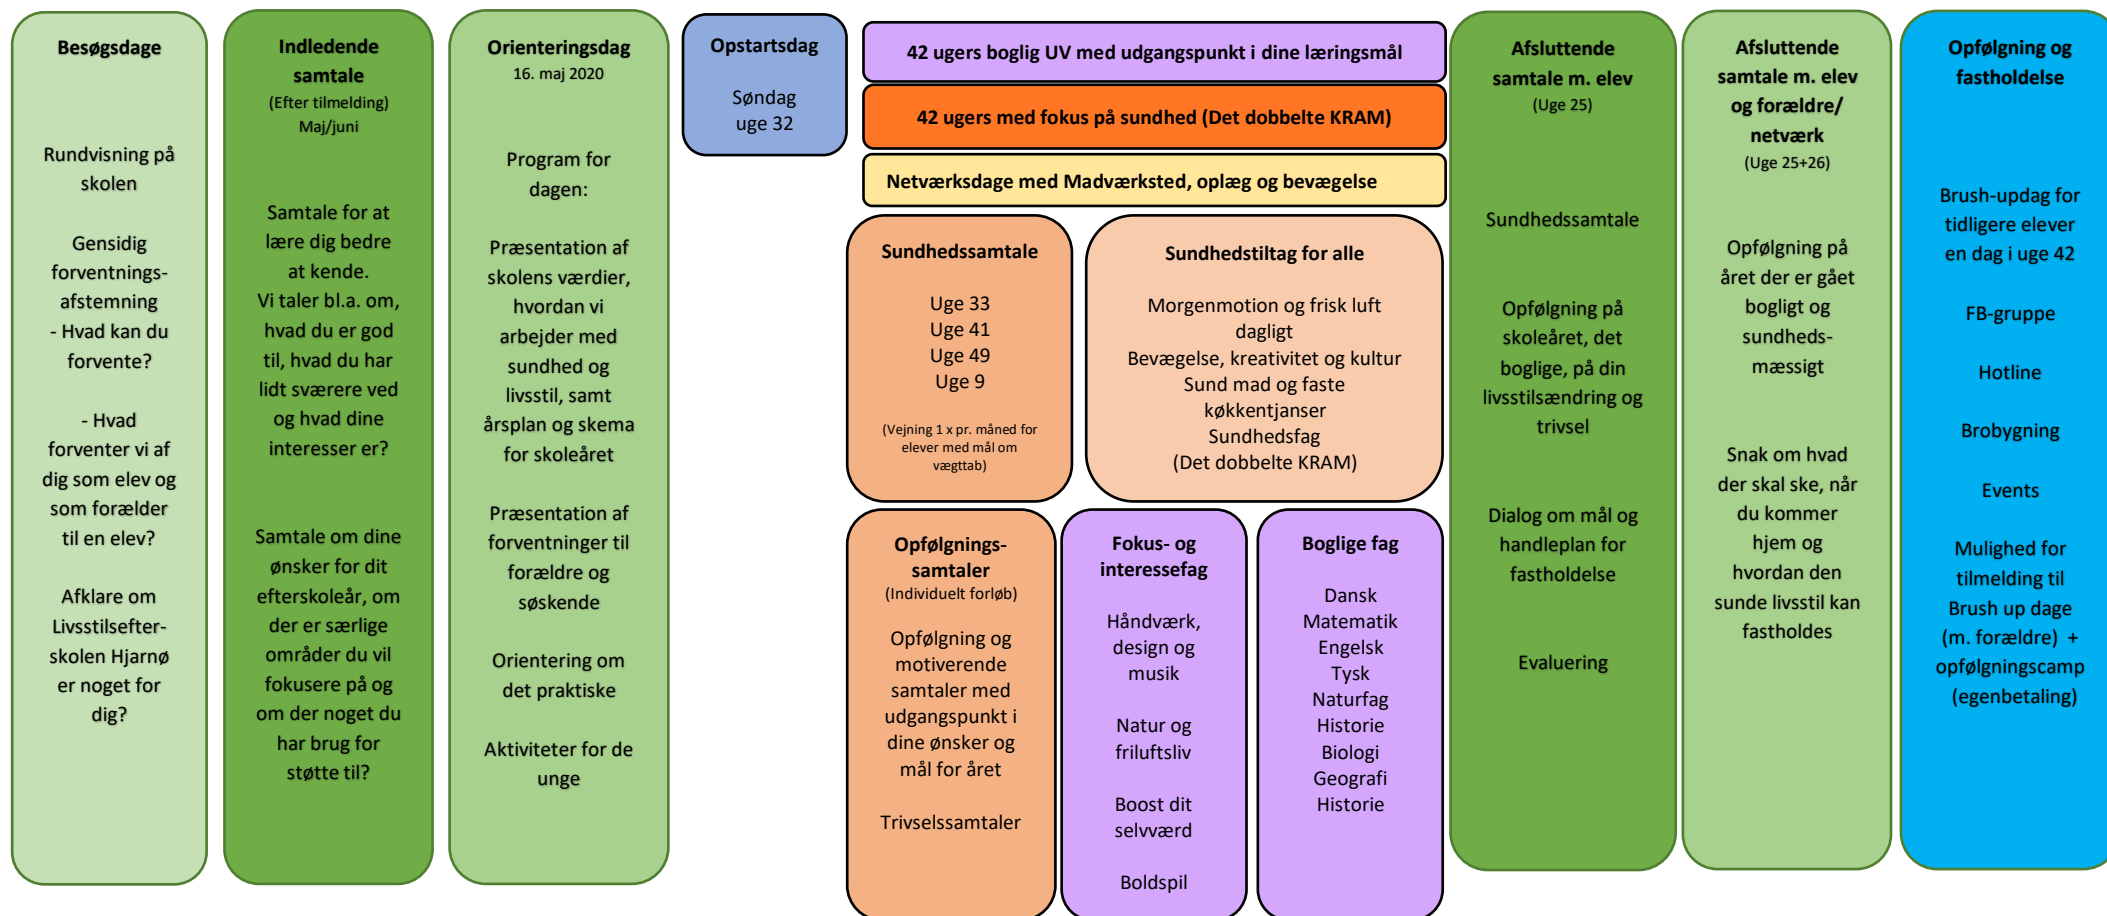 Besøgsdage
Rundvisning på
skolen
Gensidig
forventnings-
afstemning
- Hvad kan du
forvente?
- Hvad
forventer vi af
dig som elev og
som forælder
til en elev?
Afklare om
Livsstilsefter-
skolen Hjarnø
er noget for
dig?
Indledende
samtale
(Efter tilmelding)
Maj/juni
Samtale for at
lære dig bedre
at kende.
Vi taler bl.a. om,
hvad du er god
til, hvad du har
lidt sværere ved
og hvad dine
interesser er?
Samtale om dine
ønsker for dit
efterskoleår, om
der er særlige
områder du vil
fokusere på og
om der noget du
har brug for
støtte til?
Orienteringsdag
16. maj 2020
Program for
dagen:
Præsentation af
skolens værdier,
hvordan vi
arbejder med
sundhed og
livsstil, samt
årsplan og skema
for skoleåret
Præsentation af
forventninger til
forældre og
søskende
Orientering om
det praktiske
Aktiviteter for de
unge
Opstartsdag
Søndag
uge 32
42 ugers boglig UV med udgangspunkt i dine læringsmål
42 ugers med fokus på sundhed (Det dobbelte KRAM)
Netværksdage med Madværksted, oplæg og bevægelse
Sundhedssamtale
Uge 33
Uge 41
Uge 49
Uge 9
(Vejning 1 x pr. måned for
elever med mål om
vægttab)
Sundhedstiltag for alle
Morgenmotion og frisk luft
dagligt
Bevægelse, kreativitet og kultur
Sund mad og faste
køkkentjanser
Sundhedsfag
(Det dobbelte KRAM)
Opfølgnings-
samtaler
(Individuelt forløb)
Opfølgning og
motiverende
samtaler med
udgangspunkt i
dine ønsker og
mål for året
Trivselssamtaler
Fokus- og
interessefag
Håndværk,
design og
musik
Natur og
friluftsliv
Boost dit
selvværd
Boldspil
Boglige fag
Dansk
Matematik
Engelsk
Tysk
Naturfag
Historie
Biologi
Geografi
Historie
Afsluttende
samtale m. elev
(Uge 25)
Sundhedssamtale
Opfølgning på
skoleåret, det
boglige, på din
livsstilsændring og
trivsel
Dialog om mål og
handleplan for
fastholdelse
Evaluering
Afsluttende
samtale m. elev
og forældre/
netværk
(Uge 25+26)
Opfølgning på
året der er gået
bogligt og
sundheds-
mæssigt
Snak om hvad
der skal ske, når
du kommer
hjem og
hvordan den
sunde livsstil kan
fastholdes
Opfølgning og
fastholdelse
Brush-updag for
tidligere elever
en dag i uge 42
FB-gruppe
Hotline
Brobygning
Events
Mulighed for
tilmelding til
Brush up dage
(m. forældre) +
opfølgningscamp
(egenbetaling)